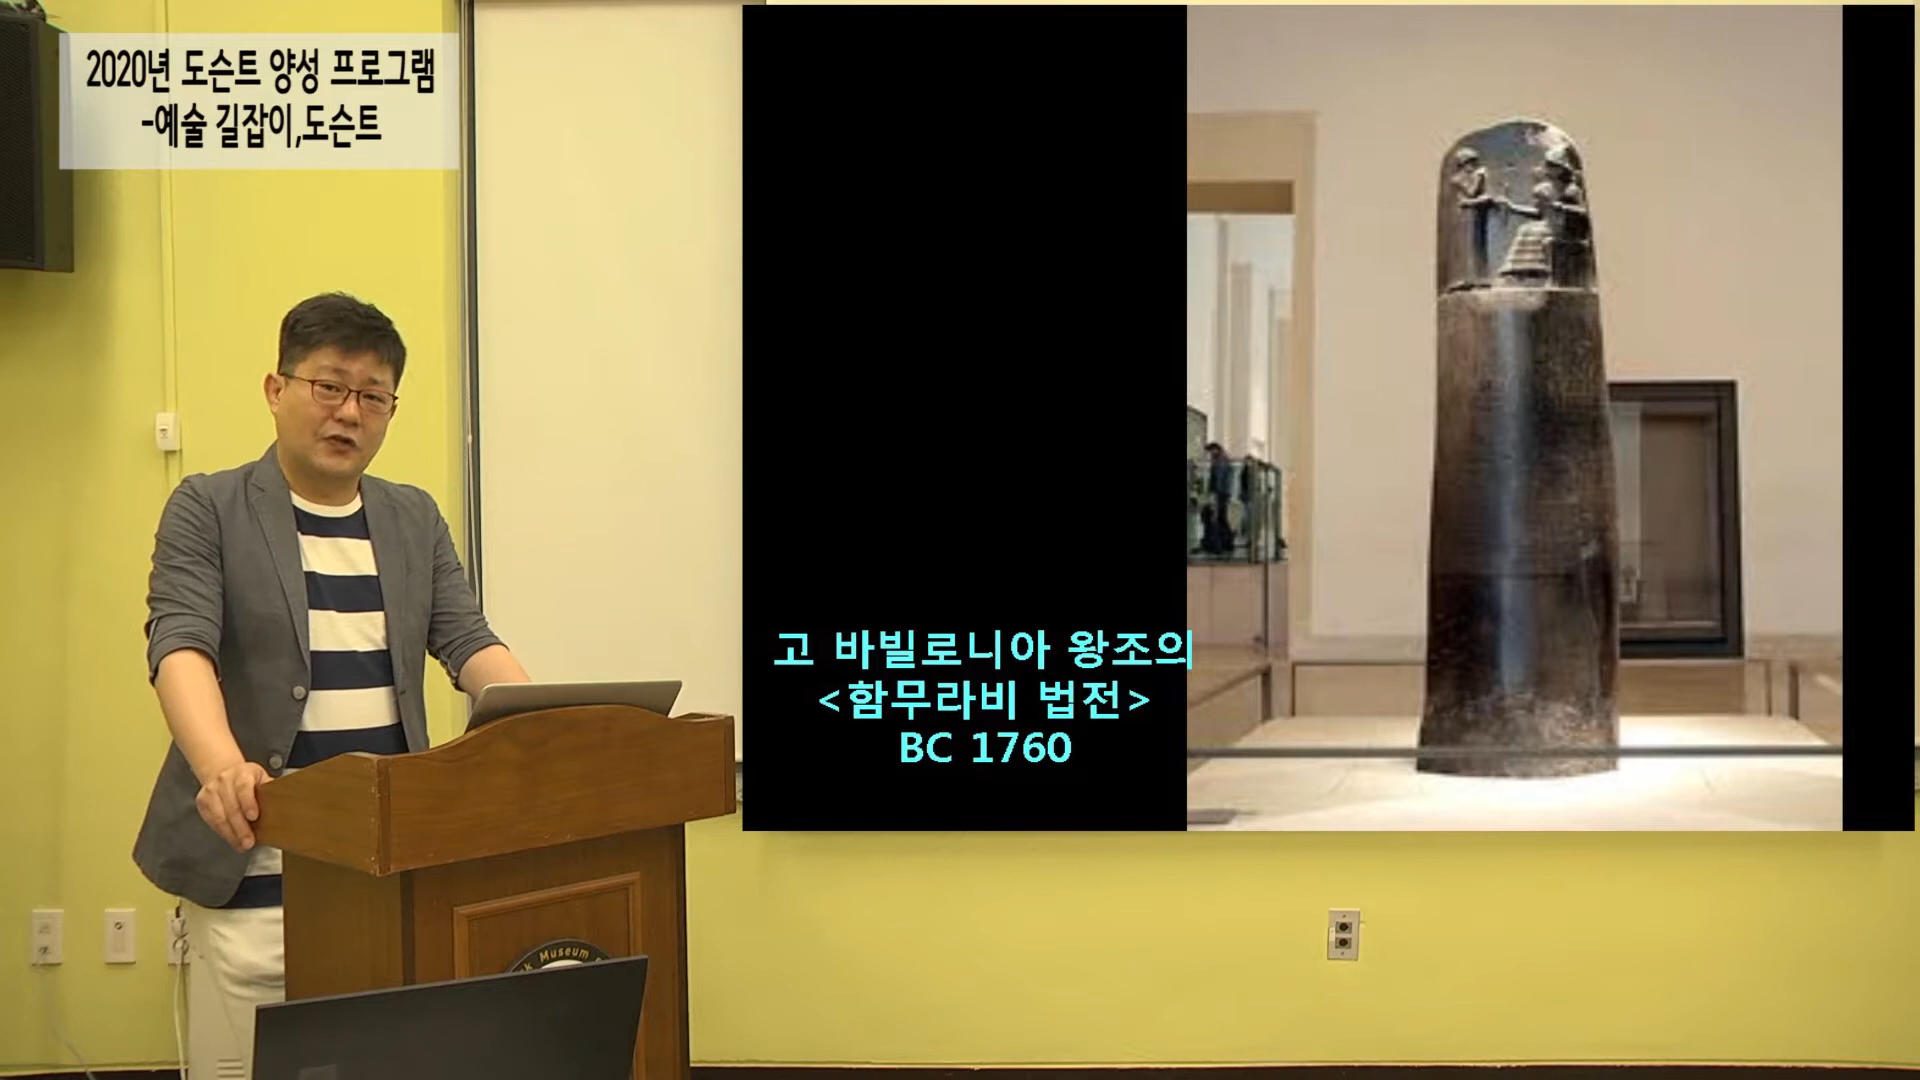 2020년 도슨트 양성 프로그램
-예술 길잡이,도슨트
고 바빌로니아 왕조의
<함무라비 법전>
BC 1760
Museum